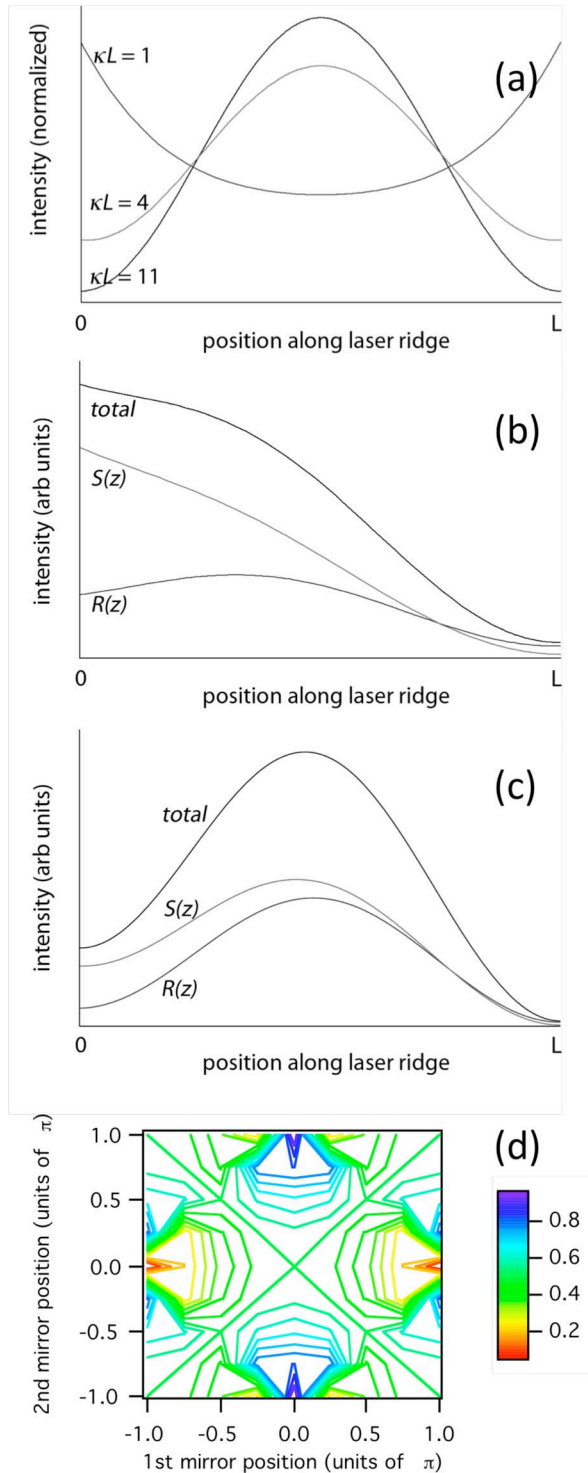 κL = 1
(a)
κL = 4
κL = 11
intensity (normalized)
0
L
position along laser ridge
total
(b)
S(z)
R(z)
intensity (arb units)
0
L
position along laser ridge
(c)
total
S(z)
R(z)
intensity (arb units)
0
L
position along laser ridge
(d)
2nd mirror position (units of π)
1.0
0.5
0.0
-0.5
-1.0
-1.0 -0.5 0.0 0.5 1.0
1st mirror position (units of π)
0.8
0.6
0.4
0.2